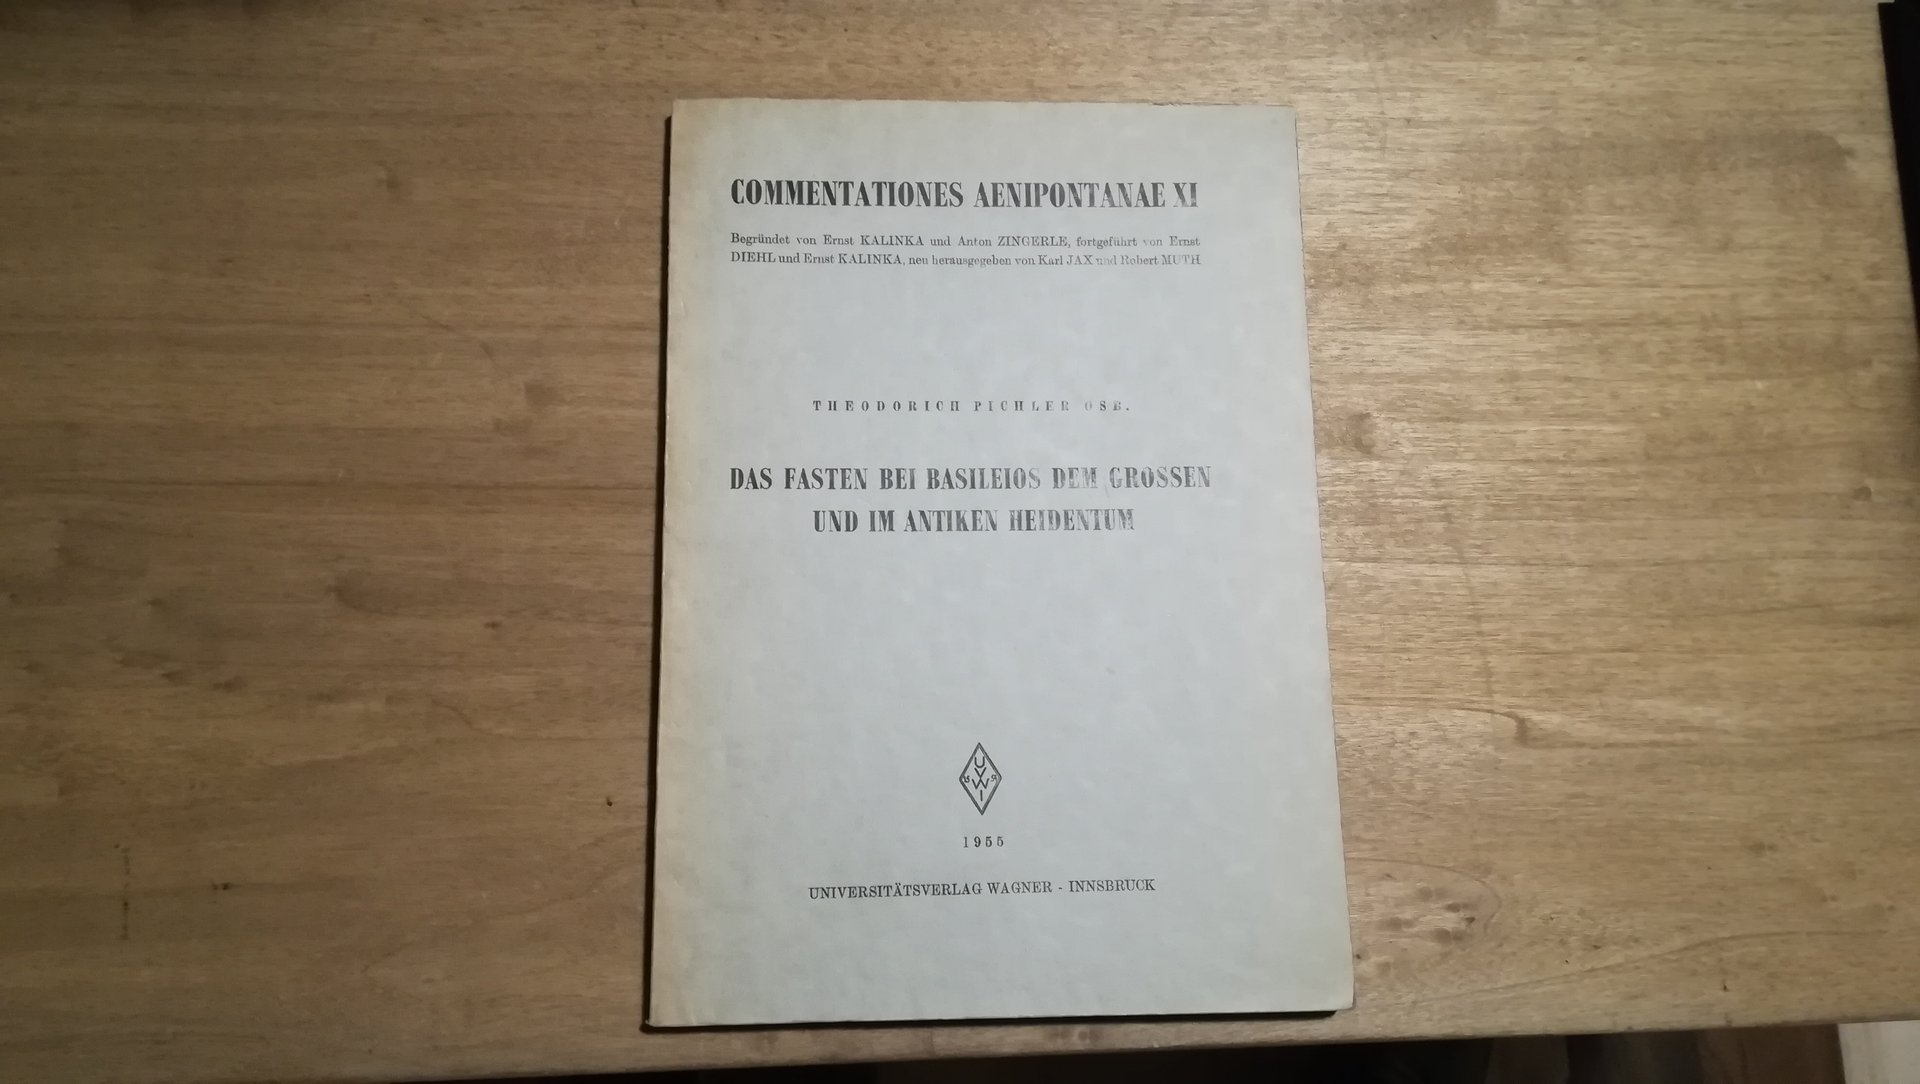 COMMENTATIONES AENIPONTANAE XI
Begründet von Ernst KALINKA und Anton ZINGERLE, fortgeführt von Ernst
DIEHL und Ernst KALINKA, neu herausgegeben von Karl JAX und Robert MUTH
THEODORICH PICHLER OSB.
DAS FASTEN BEI BASILEIOS DEM GROSSEN
UND IM ANTIKEN HEIDENTUM
U
V
W
I
1955
UNIVERSITÄTSVERLAG WAGNER - INNSBRUCK